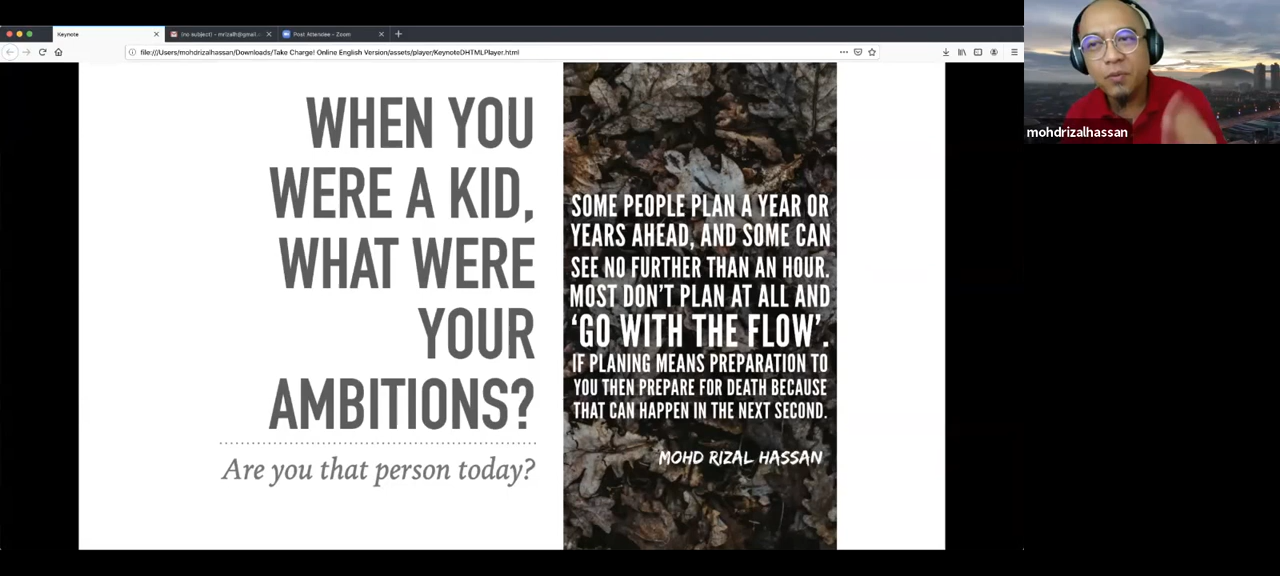 Keynote
(no subject) - mrizalh@gmail.
Post Attendee - Zoom
file:///Users/mohdrizalhassan/Downloads/Take Charge! Online English Version/assets/player/KeynoteDHTMLPlayer.html
mohdrizalhassan
WHEN YOU
WERE A KID,
WHAT WERE
YOUR
AMBITIONS?
Are you that person today?
SOME PEOPLE PLAN A YEAR OR
YEARS AHEAD, AND SOME CAN
SEE NO FURTHER THAN AN HOUR.
MOST DON'T PLAN AT ALL AND
‘GO WITH THE FLOW’.
IF PLANING MEANS PREPARATION TO
YOU THEN PREPARE FOR DEATH BECAUSE
THAT CAN HAPPEN IN THE NEXT SECOND.
MOHD RIZAL HASSAN